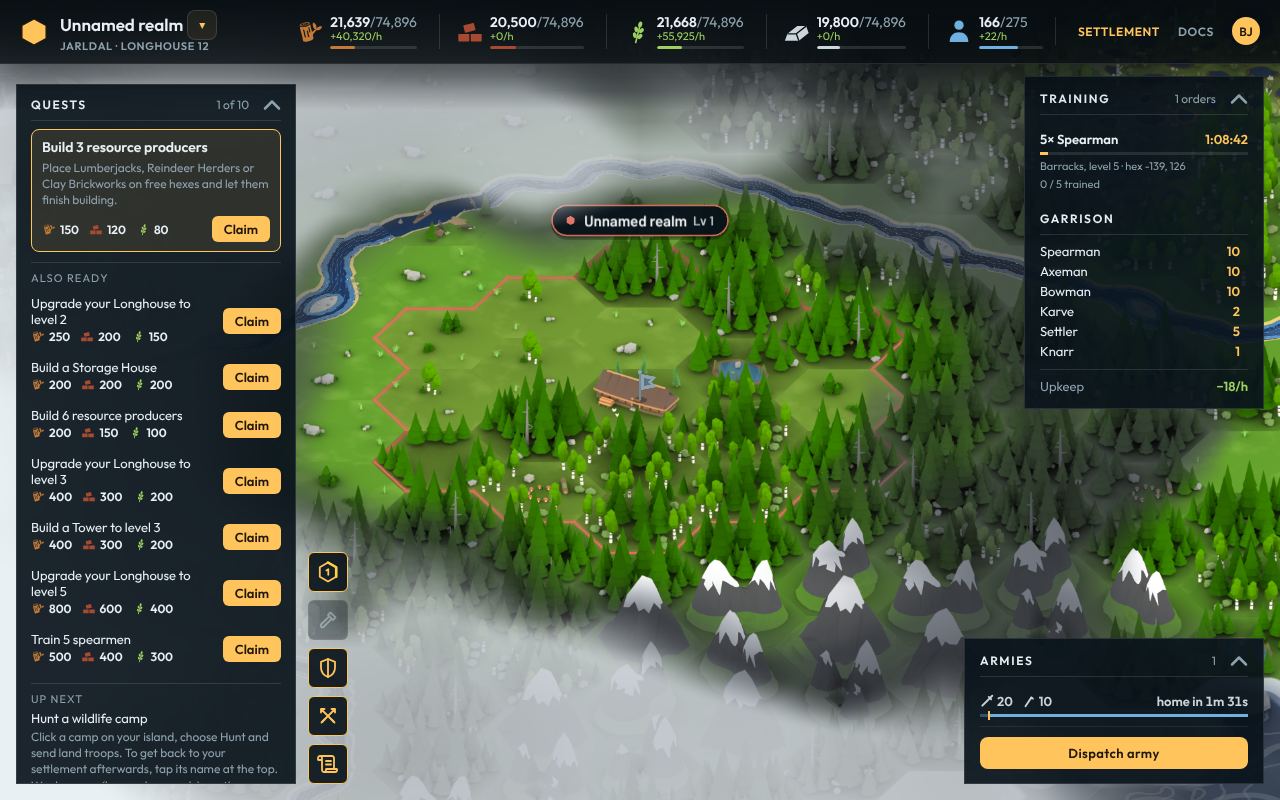 Unnamed realm
JARLDAL · LONGHOUSE 12
21,639/74,896
+40,320/h
20,500/74,896
+0/h
21,668/74,896
+55,925/h
19,800/74,896
+0/h
166/275
+22/h
SETTLEMENT
DOCS
BJ
QUESTS
1 of 10
Build 3 resource producers
Place Lumberjacks, Reindeer Herders or
Clay Brickworks on free hexes and let them
finish building.
150 120 80
Claim
ALSO READY
Upgrade your Longhouse to
level 2
250 200 150
Claim
Build a Storage House
200 200 200
Claim
Build 6 resource producers
200 150 100
Claim
Upgrade your Longhouse to
level 3
400 300 200
Claim
Build a Tower to level 3
400 300 200
Claim
Upgrade your Longhouse to
level 5
800 600 400
Claim
Train 5 spearmen
500 400 300
Claim
UP NEXT
Hunt a wildlife camp
Click a camp on your island, choose Hunt and
send land troops. To get back to your
settlement afterwards, tap its name at the top.
Unnamed realm Lv 1
1
TRAINING
1 orders
5× Spearman 1:08:42
Barracks, level 5 · hex -139, 126
0 / 5 trained
GARRISON
Spearman 10
Axeman 10
Bowman 10
Karve 2
Settler 5
Knarr 1
Upkeep −18/h
ARMIES
1
20 10 home in 1m 31s
Dispatch army